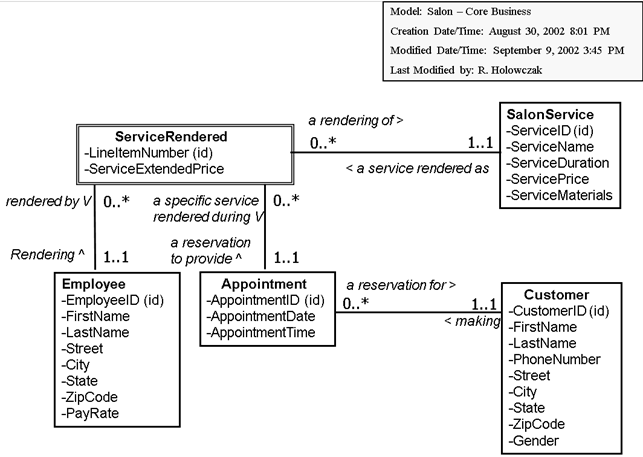 Model: Salon – Core Business
Creation Date/Time: August 30, 2002 8:01 PM
Modified Date/Time: September 9, 2002 3:45 PM
Last Modified by: R. Holowczak
ServiceRendered
-LineItemNumber (id)
-ServiceExtendedPrice
a rendering of >
0..*
1..1
< a service rendered as
SalonService
-ServiceID (id)
-ServiceName
-ServiceDuration
-ServicePrice
-ServiceMaterials
rendered by V
0..*
Rendering ^
1..1
a specific service
rendered during V
0..*
a reservation
to provide ^
1..1
Employee
-EmployeeID (id)
-FirstName
-LastName
-Street
-City
-State
-ZipCode
-PayRate
Appointment
-AppointmentID (id)
-AppointmentDate
-AppointmentTime
a reservation for >
0..*
1..1
< making
Customer
-CustomerID (id)
-FirstName
-LastName
-PhoneNumber
-Street
-City
-State
-ZipCode
-Gender